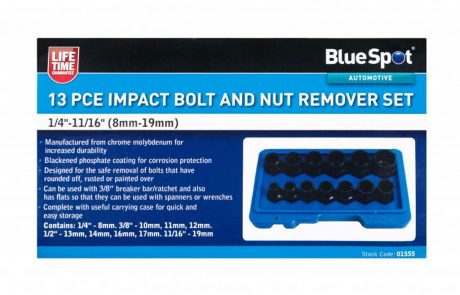 LIFE
TIME
GUARANTEE
BlueSpot®
AUTOMOTIVE
13 PCE IMPACT BOLT AND NUT REMOVER SET
1/4"-11/16" (8mm-19mm)
• Manufactured from chrome molybdenum for
increased durability
• Blackened phosphate coating for corrosion protection
• Designed for the safe removal of bolts that have
rounded off, rusted or painted over
• Can be used with 3/8" breaker bar/ratchet and also
has flats so that they can be used with spanners or wrenches
• Complete with useful carrying case for quick and
easy storage
Contains: 1/4" - 8mm. 3/8" - 10mm, 11mm, 12mm.
1/2" - 13mm, 14mm, 16mm, 17mm. 11/16" - 19mm
Stock Code: 01555